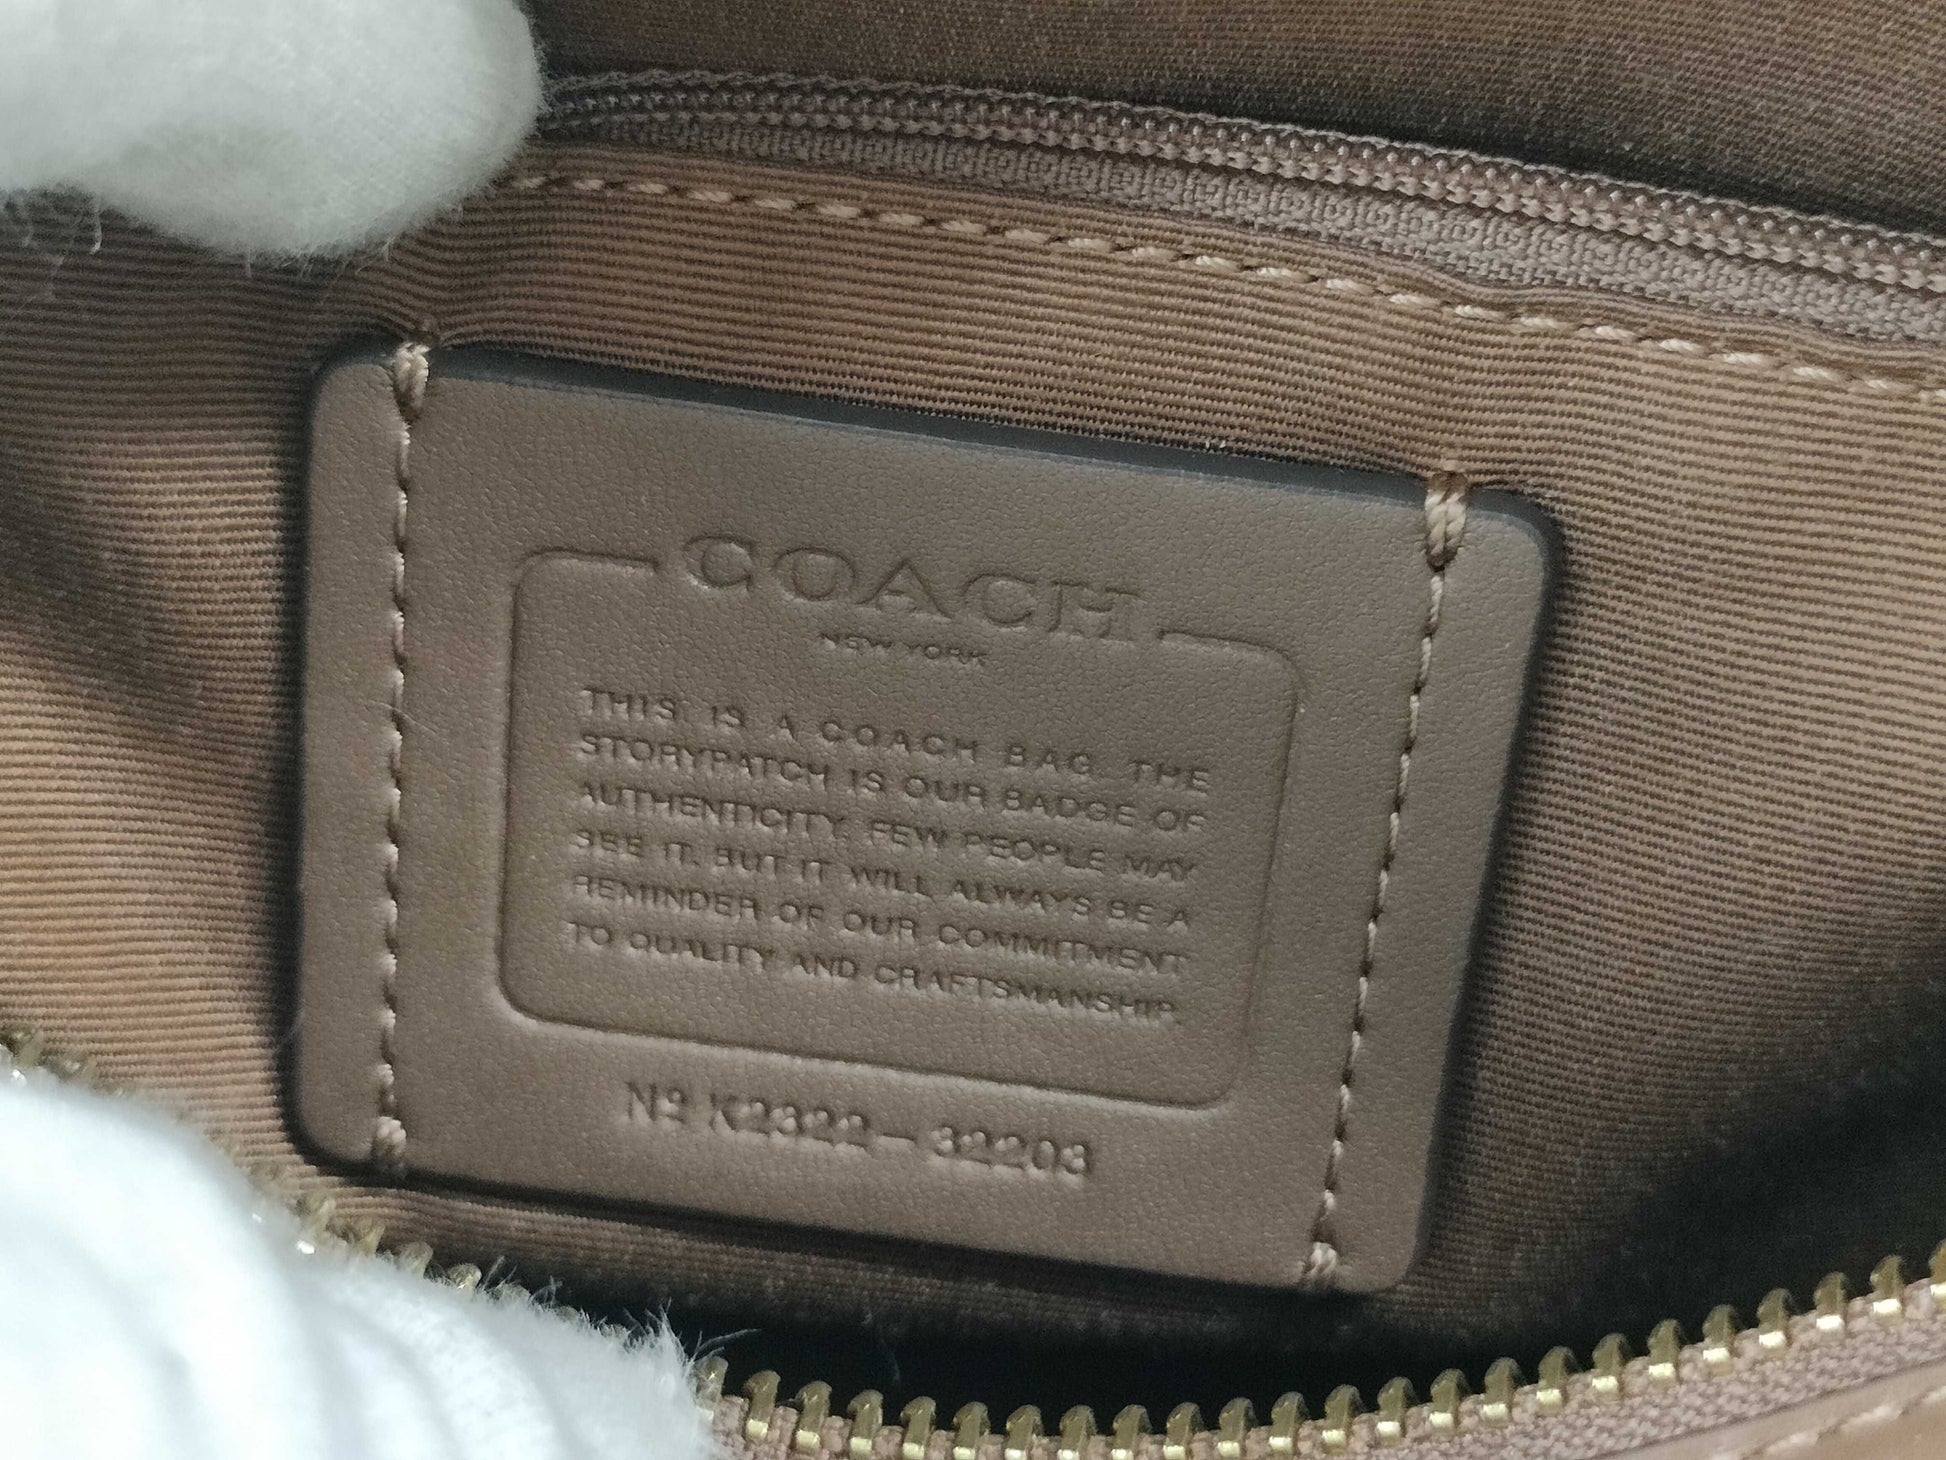 COACH
NEW YORK
THIS IS A COACH BAG. THE
STORYPATCH IS OUR BADGE OF
AUTHENTICITY. FEW PEOPLE MAY
SEE IT, BUT IT WILL ALWAYS BE A
REMINDER OF OUR COMMITMENT
TO QUALITY AND CRAFTSMANSHIP.
Nº K2322-32203